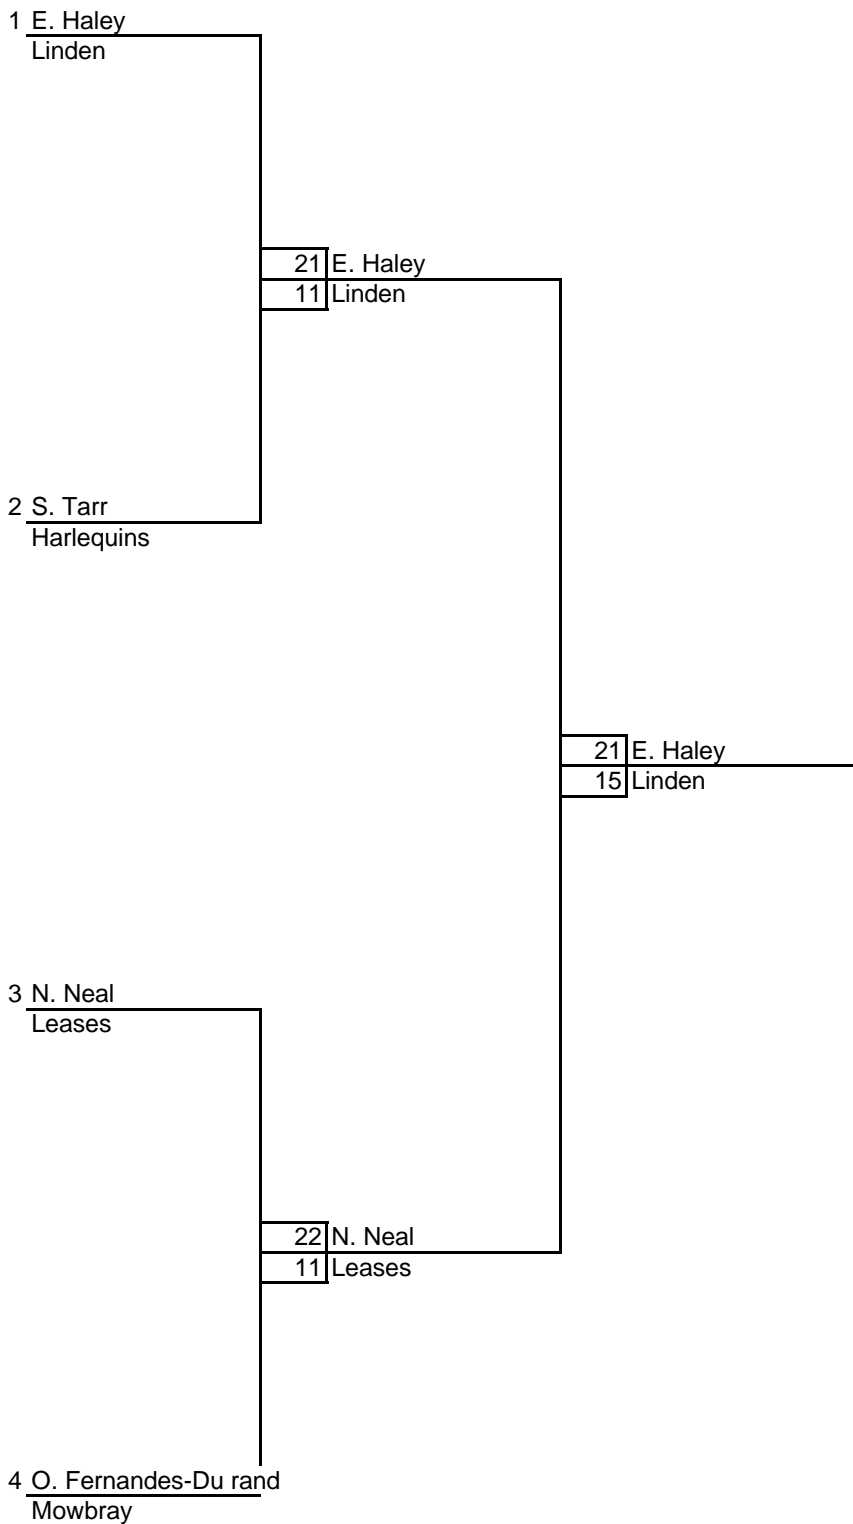 1 E. Haley
Linden
21 E. Haley
11 Linden
2 S. Tarr
Harlequins
21 E. Haley
15 Linden
3 N. Neal
Leases
22 N. Neal
11 Leases
4 O. Fernandes-Du rand
Mowbray